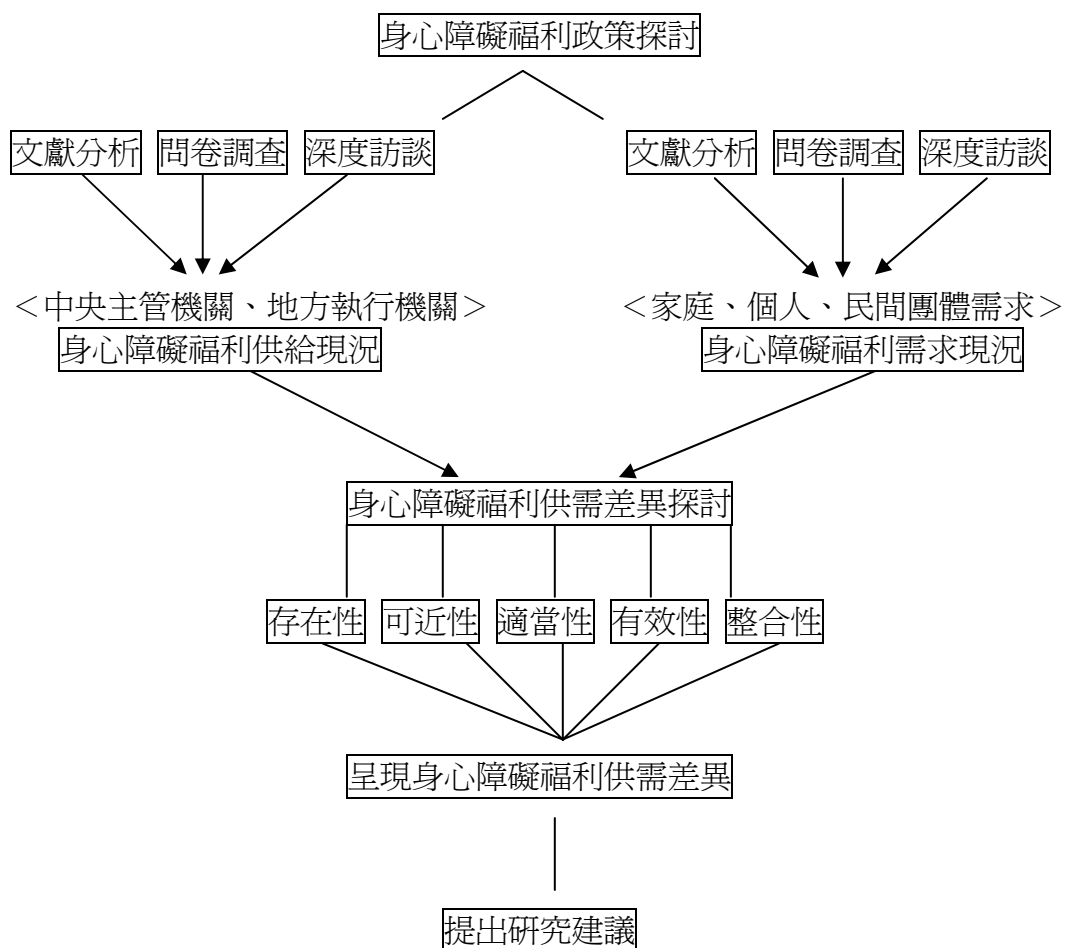 身心障礙福利政策探討
文獻分析 問卷調查 深度訪談 文獻分析 問卷調查 深度訪談
＜中央主管機關、地方執行機關＞ ＜家庭、個人、民間團體需求＞
身心障礙福利供給現況 身心障礙福利需求現況
身心障礙福利供需差異探討
存在性 可近性 適當性 有效性 整合性
呈現身心障礙福利供需差異
提出研究建議